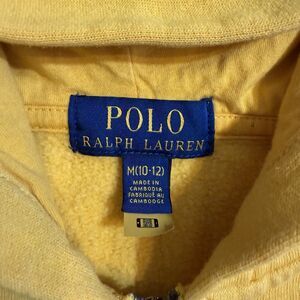 POLO
RALPH LAUREN
M(10-12)
MADE IN
CAMBODIA
FABRIQUÉ AU
CAMBODGE